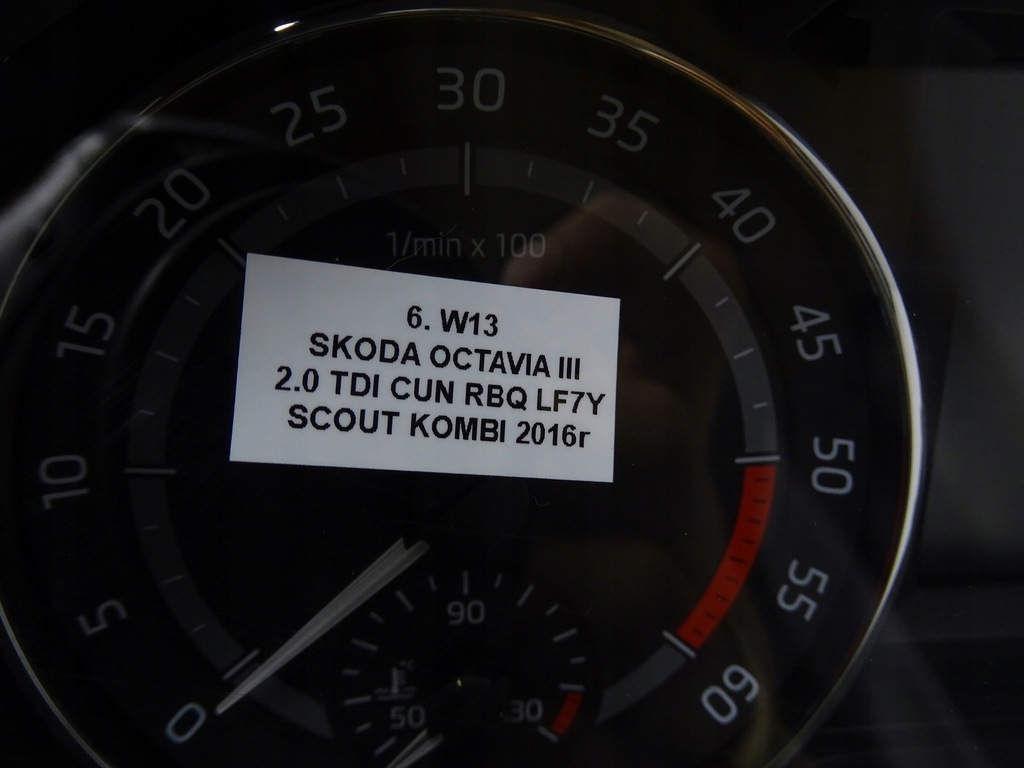 30
25
35
20
40
1/min x 100
6. W13
SKODA OCTAVIA III
2.0 TDI CUN RBQ LF7Y
SCOUT KOMBI 2016r
15
45
10
50
5
55
0
60
90
°C
50